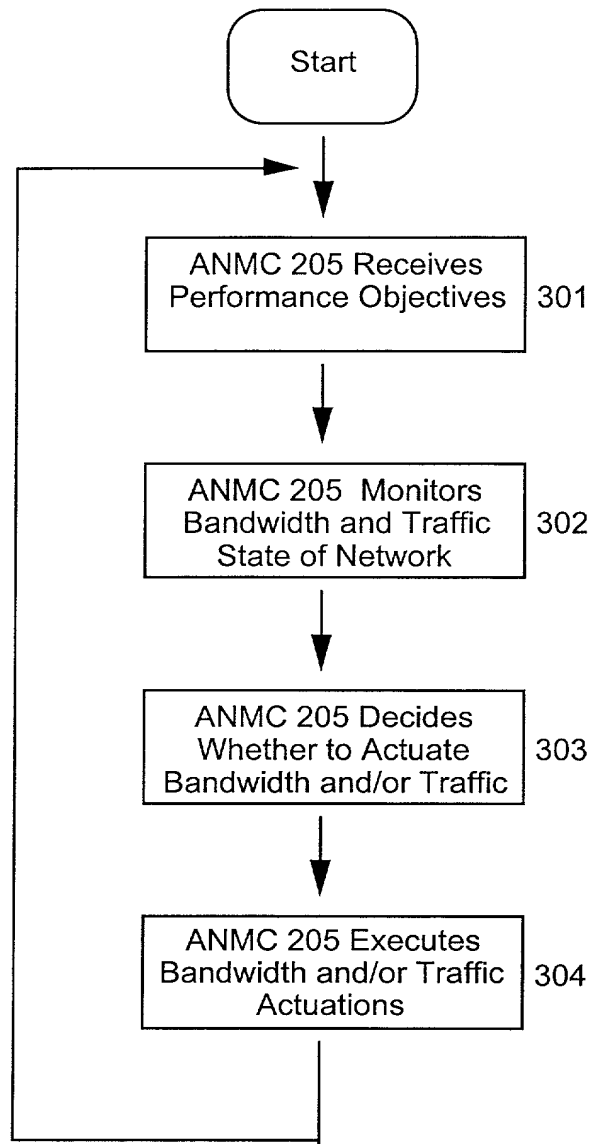 Start
ANMC 205 Receives
Performance Objectives
301
ANMC 205 Monitors
Bandwidth and Traffic
State of Network
302
ANMC 205 Decides
Whether to Actuate
Bandwidth and/or Traffic
303
ANMC 205 Executes
Bandwidth and/or Traffic
Actuations
304